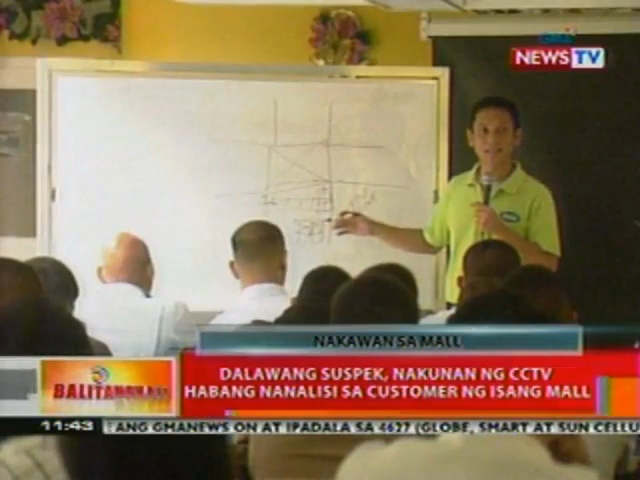 GMA
NEWS TV
NAKAWAN SA MALL
DALAWANG SUSPEK, NAKUNAN NG CCTV
HABANG NANALISI SA CUSTOMER NG ISANG MALL
BALITANGHALI
11:43
E ANG GMANEWS ON AT IPADALA SA 4627 (GLOBE, SMART AT SUN CELLU